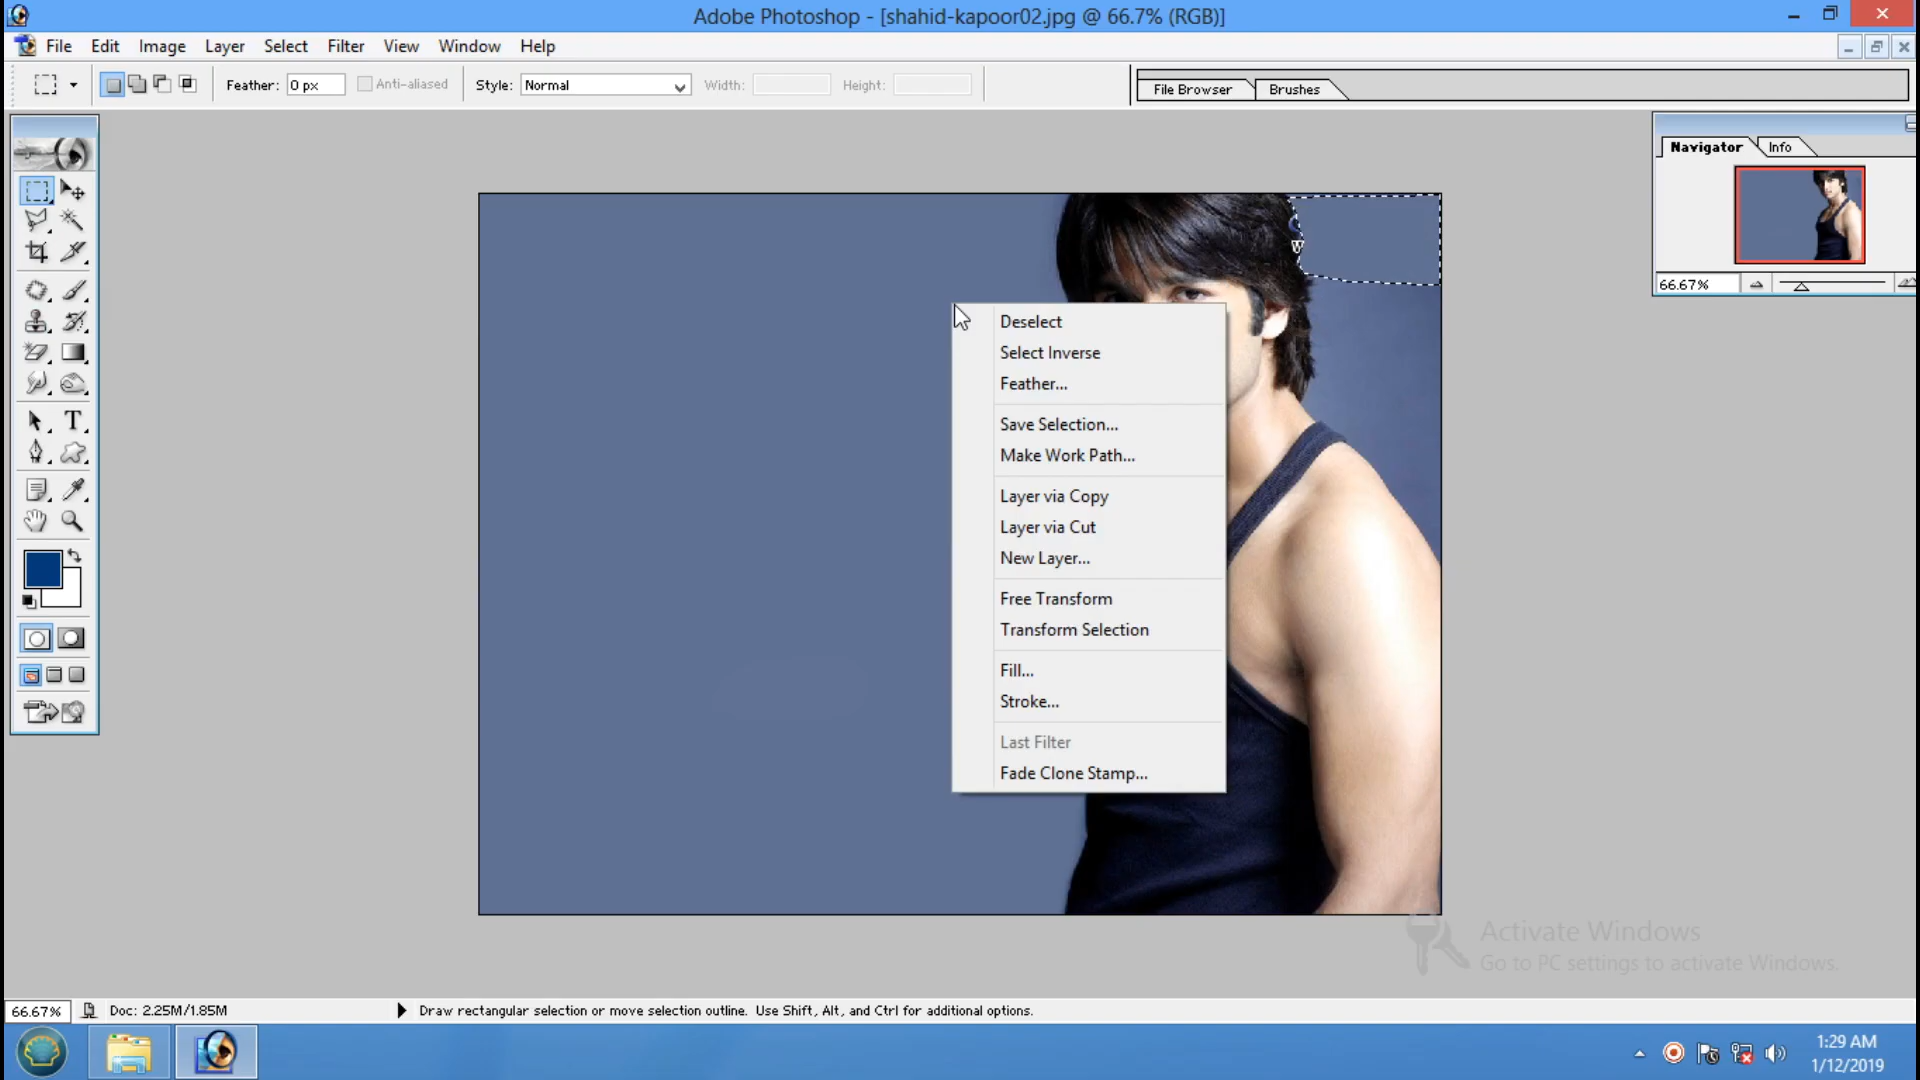 Adobe Photoshop - [shahid-kapoor02.jpg @ 66.7% (RGB)]
File Edit Image Layer Select Filter View Window Help
Feather: 0 px Anti-aliased Style: Normal Width: Height: File Browser Brushes
Navigator Info
66.67%
Deselect
Select Inverse
Feather...
Save Selection...
Make Work Path...
Layer via Copy
Layer via Cut
New Layer...
Free Transform
Transform Selection
Fill...
Stroke...
Last Filter
Fade Clone Stamp...
Activate Windows
Go to PC settings to activate Windows.
66.67% Doc: 2.25M/1.85M Draw rectangular selection or move selection outline. Use Shift, Alt, and Ctrl for additional options.
1:29 AM
1/12/2019